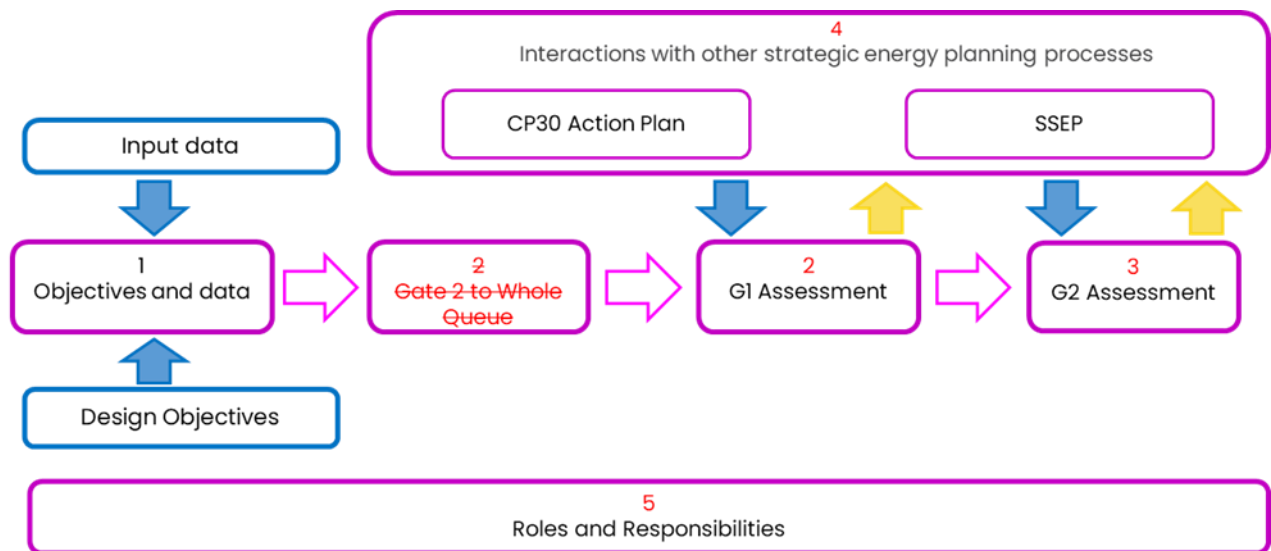 4
Interactions with other strategic energy planning processes
CP30 Action Plan
SSEP
Input data
1
Objectives and data
2
Gate 2 to Whole
Queue
2
G1 Assessment
3
G2 Assessment
Design Objectives
5
Roles and Responsibilities